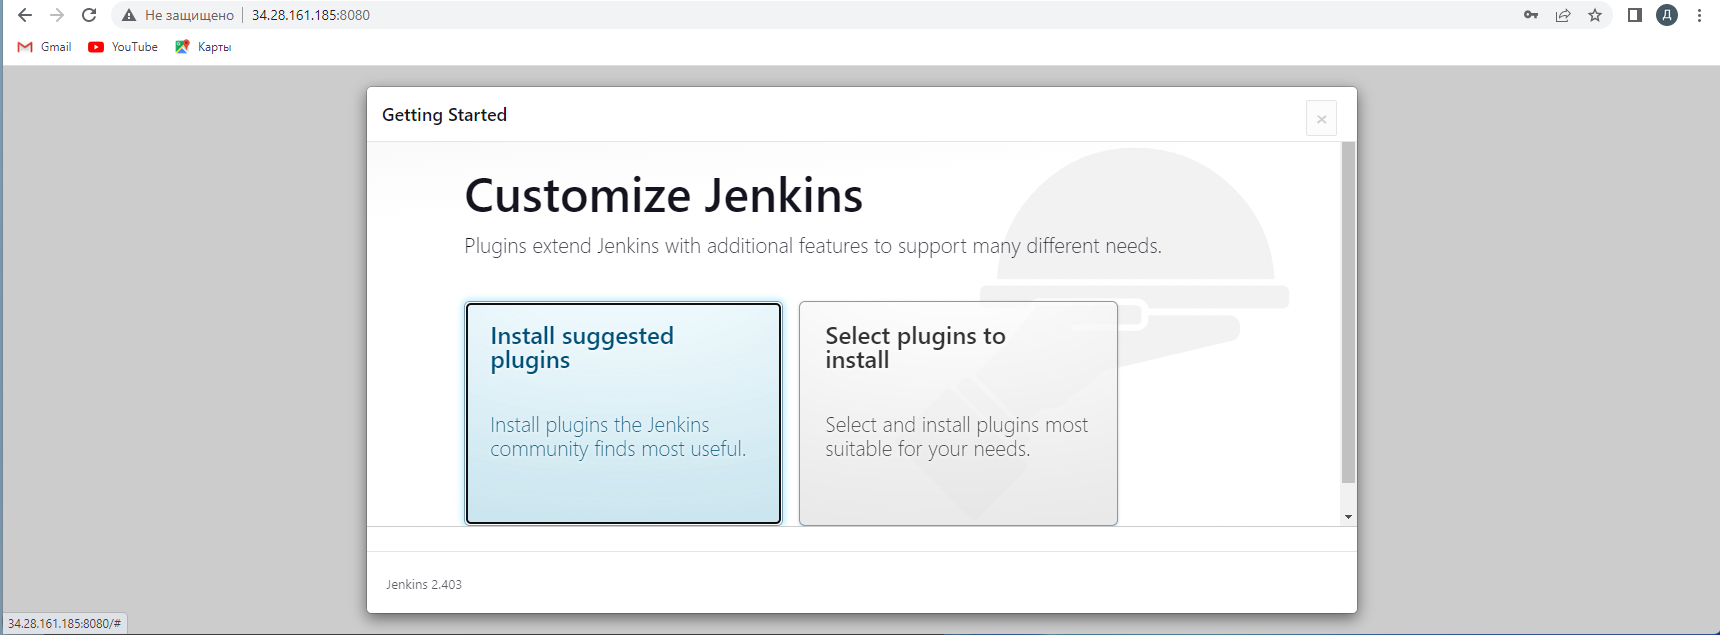 Не защищено 34.28.161.185:8080
Д
Gmail YouTube Карты
Getting Started
×
Customize Jenkins
Plugins extend Jenkins with additional features to support many different needs.
Install suggested
plugins
Install plugins the Jenkins
community finds most useful.
Select plugins to
install
Select and install plugins most
suitable for your needs.
Jenkins 2.403
34.28.161.185:8080/#